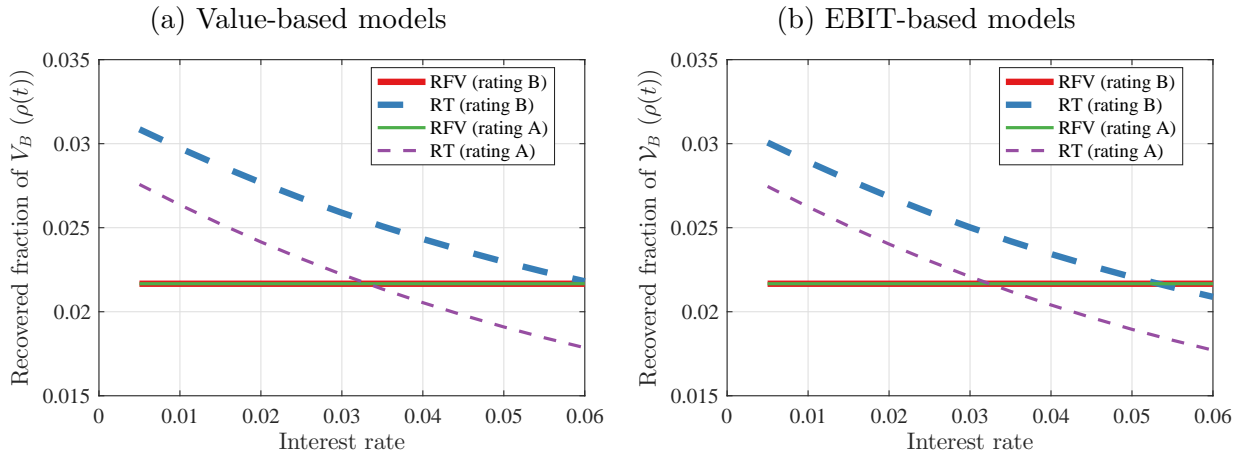 (a) Value-based models
Recovered fraction of V_B (ρ(t))
0.035
0.03
0.025
0.02
0.015
RFV (rating B)
RT (rating B)
RFV (rating A)
RT (rating A)
0 0.01 0.02 0.03 0.04 0.05 0.06
Interest rate
(b) EBIT-based models
Recovered fraction of 𝒱_B (ρ(t))
0.035
0.03
0.025
0.02
0.015
RFV (rating B)
RT (rating B)
RFV (rating A)
RT (rating A)
0 0.01 0.02 0.03 0.04 0.05 0.06
Interest rate